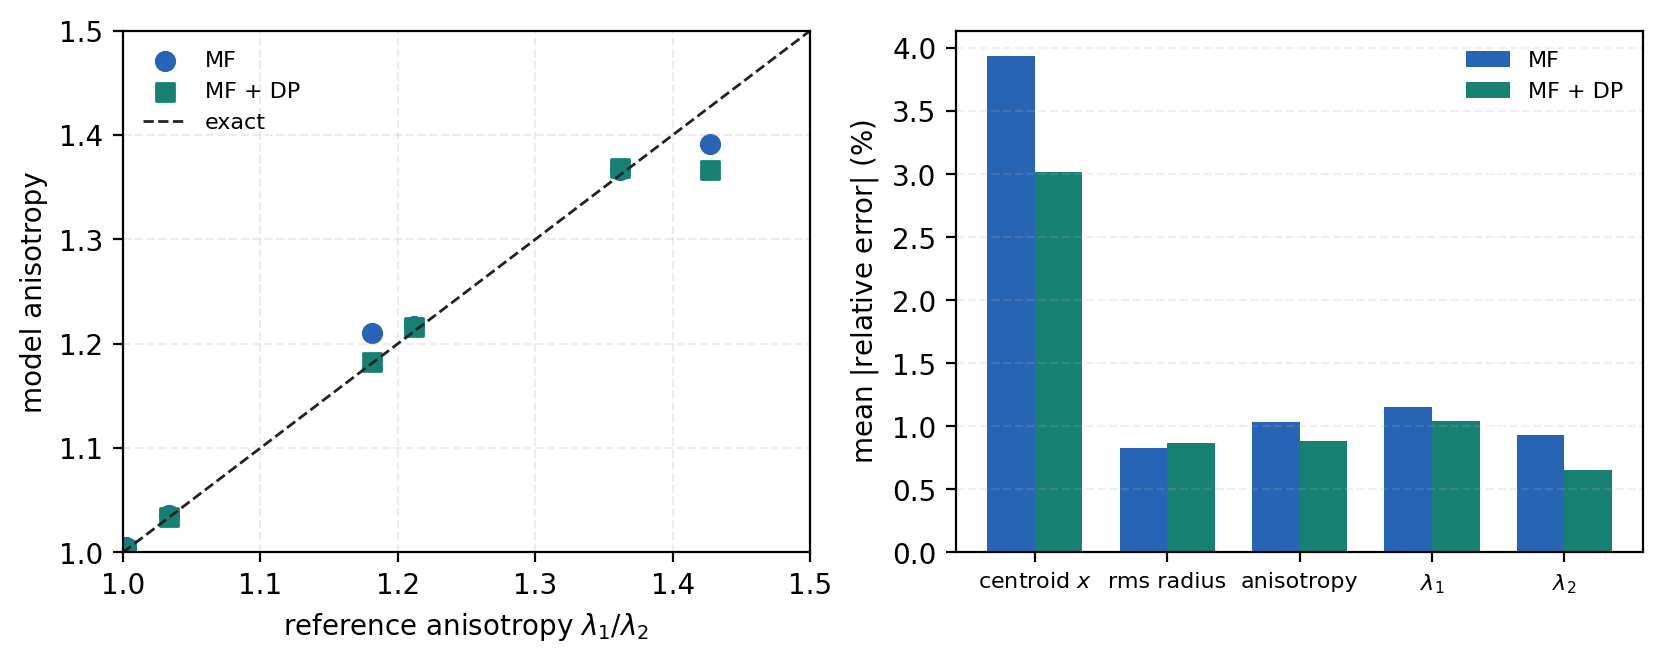 1.5
1.4
1.3
1.2
1.1
1.0
model anisotropy
MF
MF + DP
exact
1.0 1.1 1.2 1.3 1.4 1.5
reference anisotropy λ₁/λ₂
4.0
3.5
3.0
2.5
2.0
1.5
1.0
0.5
0.0
mean |relative error| (%)
MF
MF + DP
centroid x rms radius anisotropy λ₁ λ₂